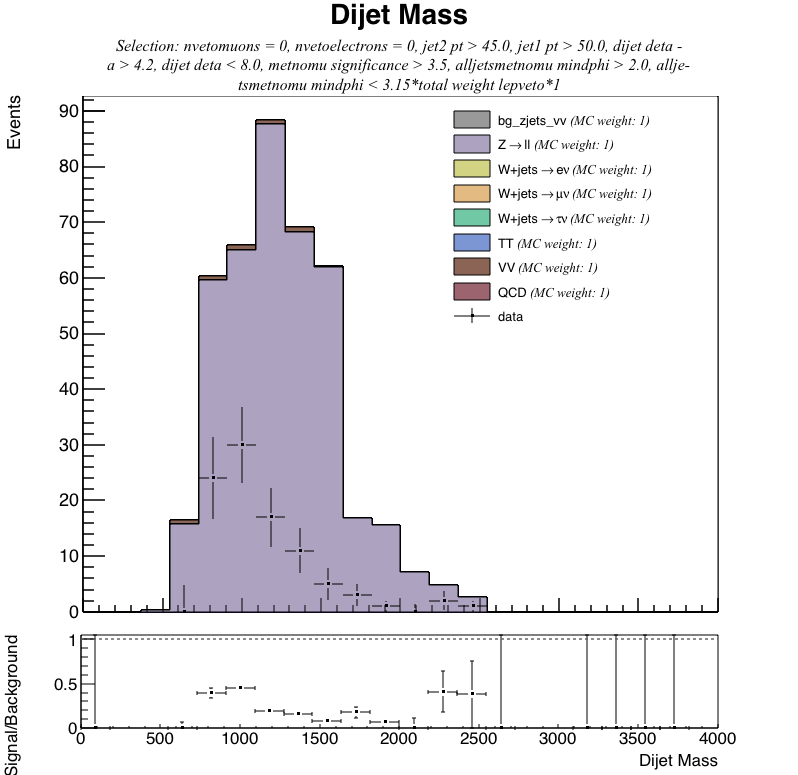 Dijet Mass
Selection: nvetomuons = 0, nvetoelectrons = 0, jet2 pt > 45.0, jet1 pt > 50.0, dijet deta -
a > 4.2, dijet deta < 8.0, metnomu significance > 3.5, alljetsmetnomu mindphi > 2.0, allje-
tsmetnomu mindphi < 3.15*total weight lepveto*1
Events
90
80
70
60
50
40
30
20
10
0
bg_zjets_vv (MC weight: 1)
Z→ll (MC weight: 1)
W+jets→eν (MC weight: 1)
W+jets→μν (MC weight: 1)
W+jets→τν (MC weight: 1)
TT (MC weight: 1)
VV (MC weight: 1)
QCD (MC weight: 1)
data
Signal/Background
1
0.5
0
0 500 1000 1500 2000 2500 3000 3500 4000
Dijet Mass